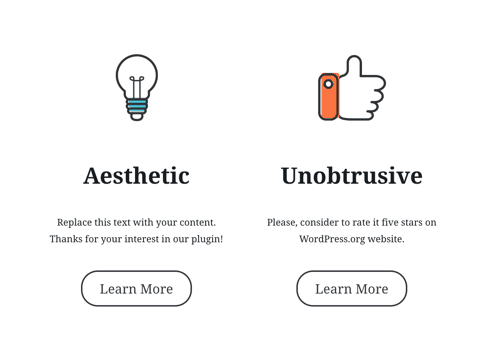 Aesthetic
Replace this text with your content.
Thanks for your interest in our plugin!
Learn More
Unobtrusive
Please, consider to rate it five stars on
WordPress.org website.
Learn More